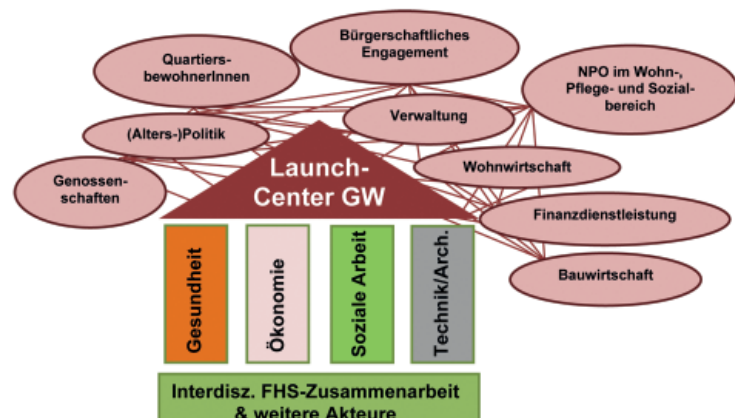 Bürgerschaftliches
Engagement
Quartiers-
bewohnerInnen
NPO im Wohn-,
Pflege- und Sozial-
bereich
Verwaltung
(Alters-)Politik
Wohnwirtschaft
Genossen-
schaften
Launch-
Center GW
Finanzdienstleistung
Bauwirtschaft
Gesundheit
Ökonomie
Soziale Arbeit
Technik/Arch.
Interdisz. FHS-Zusammenarbeit
& weitere Akteure